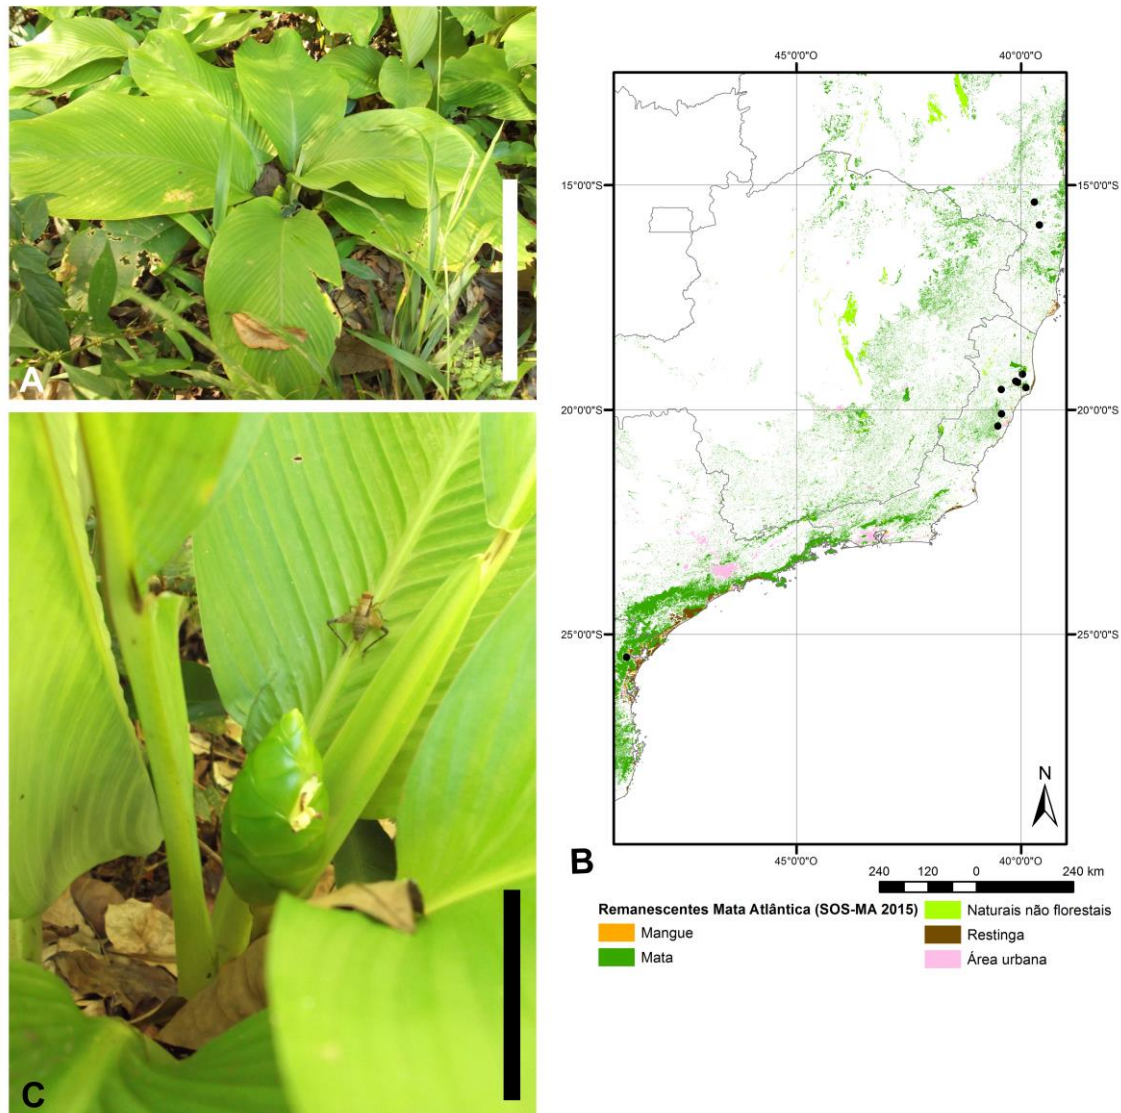 A
45°0'0"O
40°0'0"O
15°0'0"S
15°0'0"S
20°0'0"S
20°0'0"S
25°0'0"S
25°0'0"S
N
45°0'0"O
40°0'0"O
B
240 120 0 240 km
Remanescentes Mata Atlântica (SOS-MA 2015)
Mangue
Mata
Naturais não florestais
Restinga
Área urbana
C